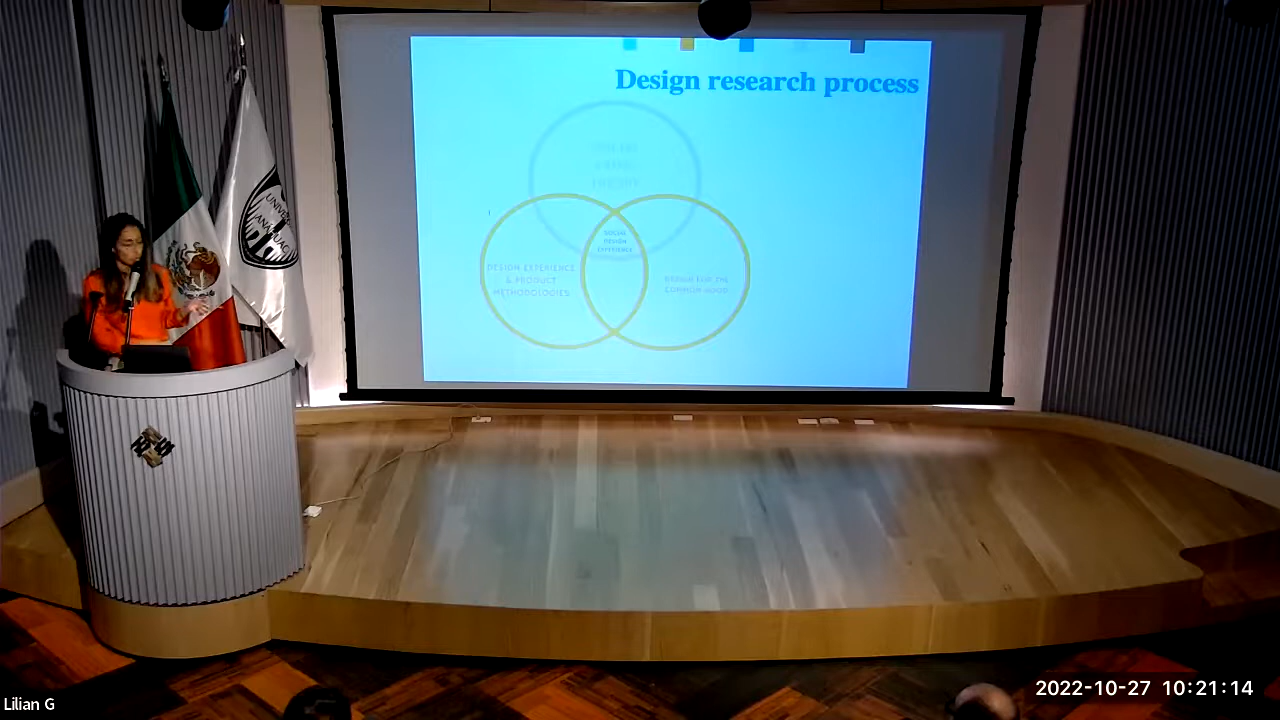 Design research process
SOCIAL
DESIGN
EXPERIENCE
DESIGN EXPERIENCE
& PRODUCT
METHODOLOGIES
DESIGN FOR THE
COMMON GOOD
2022-10-27 10:21:14
Lilian G